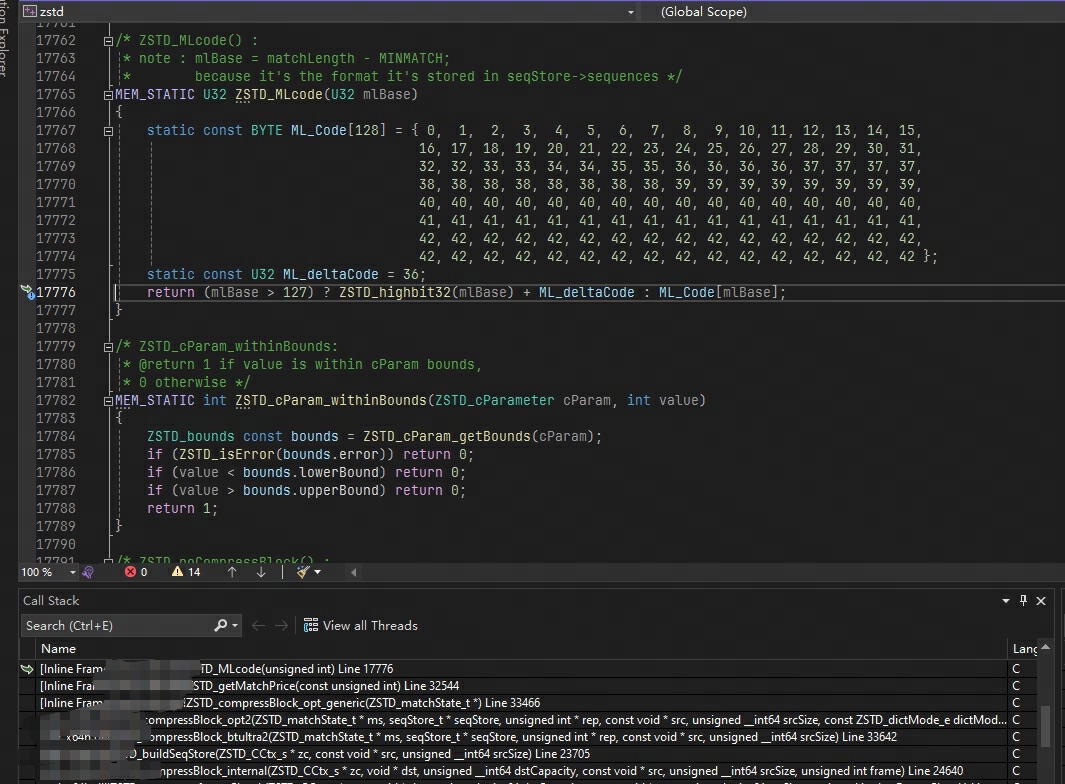 tion Explorer
zstd (Global Scope)
17762 /* ZSTD_MLcode() :
17763 * note : mlBase = matchLength - MINMATCH;
17764 * because it's the format it's stored in seqStore->sequences */
17765 MEM_STATIC U32 ZSTD_MLcode(U32 mlBase)
17766 {
17767 static const BYTE ML_Code[128] = { 0, 1, 2, 3, 4, 5, 6, 7, 8, 9, 10, 11, 12, 13, 14, 15,
17768 16, 17, 18, 19, 20, 21, 22, 23, 24, 25, 26, 27, 28, 29, 30, 31,
17769 32, 32, 33, 33, 34, 34, 35, 35, 36, 36, 36, 36, 37, 37, 37, 37,
17770 38, 38, 38, 38, 38, 38, 38, 38, 39, 39, 39, 39, 39, 39, 39, 39,
17771 40, 40, 40, 40, 40, 40, 40, 40, 40, 40, 40, 40, 40, 40, 40, 40,
17772 41, 41, 41, 41, 41, 41, 41, 41, 41, 41, 41, 41, 41, 41, 41, 41,
17773 42, 42, 42, 42, 42, 42, 42, 42, 42, 42, 42, 42, 42, 42, 42, 42,
17774 42, 42, 42, 42, 42, 42, 42, 42, 42, 42, 42, 42, 42, 42, 42, 42 };
17775 static const U32 ML_deltaCode = 36;
17776 return (mlBase > 127) ? ZSTD_highbit32(mlBase) + ML_deltaCode : ML_Code[mlBase];
17777 }
17778
17779 /* ZSTD_cParam_withinBounds:
17780 * @return 1 if value is within cParam bounds,
17781 * 0 otherwise */
17782 MEM_STATIC int ZSTD_cParam_withinBounds(ZSTD_cParameter cParam, int value)
17783 {
17784 ZSTD_bounds const bounds = ZSTD_cParam_getBounds(cParam);
17785 if (ZSTD_isError(bounds.error)) return 0;
17786 if (value < bounds.lowerBound) return 0;
17787 if (value > bounds.upperBound) return 0;
17788 return 1;
17789 }
17790
17791 /* ZSTD_noCompressBlock() :
100 % 0 14
Call Stack
Search (Ctrl+E) View all Threads
Name Lang
[Inline Fram TD_MLcode(unsigned int) Line 17776 C
[Inline Fra STD_getMatchPrice(const unsigned int) Line 32544 C
[Inline Fram ZSTD_compressBlock_opt_generic(ZSTD_matchState_t *) Line 33466 C
compressBlock_opt2(ZSTD_matchState_t * ms, seqStore_t * seqStore, unsigned int * rep, const void * src, unsigned __int64 srcSize, const ZSTD_dictMode_e dictMod... C
compressBlock_btultra2(ZSTD_matchState_t * ms, seqStore_t * seqStore, unsigned int * rep, const void * src, unsigned __int64 srcSize) Line 33642 C
D_buildSeqStore(ZSTD_CCtx_s * zc, const void * src, unsigned __int64 srcSize) Line 23705 C
compressBlock_internal(ZSTD_CCtx_s * zc, void * dst, unsigned __int64 dstCapacity, const void * src, unsigned __int64 srcSize, unsigned int frame) Line 24640 C